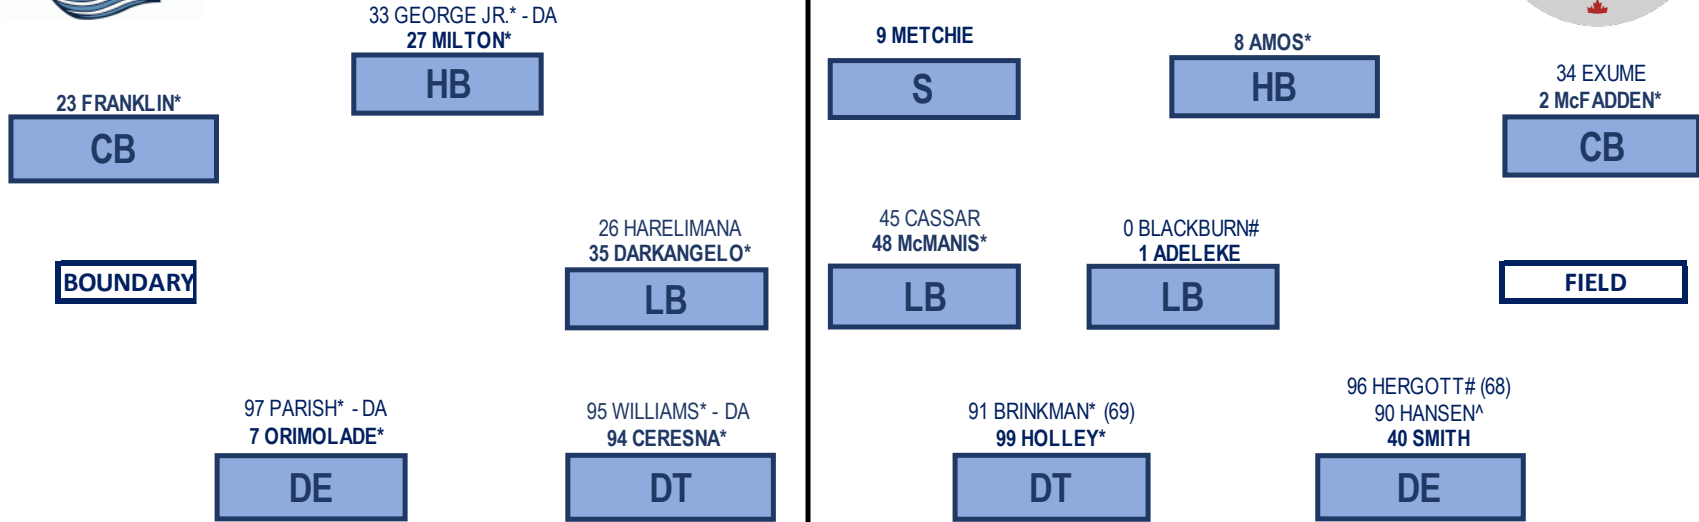 33 GEORGE JR.* - DA
27 MILTON*
HB
9 METCHIE
S
8 AMOS*
HB
34 EXUME
2 McFADDEN*
CB
23 FRANKLIN*
CB
26 HARELIMANA
35 DARKANGELO*
LB
45 CASSAR
48 McMANIS*
LB
0 BLACKBURN#
1 ADELEKE
LB
BOUNDARY
FIELD
97 PARISH* - DA
7 ORIMOLADE*
DE
95 WILLIAMS* - DA
94 CERESNA*
DT
91 BRINKMAN* (69)
99 HOLLEY*
DT
96 HERGOTT# (68)
90 HANSEN^
40 SMITH
DE